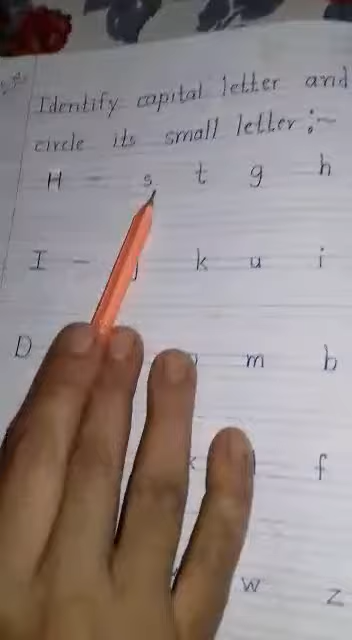 Identify capital letter and
circle its small letter :-
H - s t g h
I - j k u i
D m b
f
w z